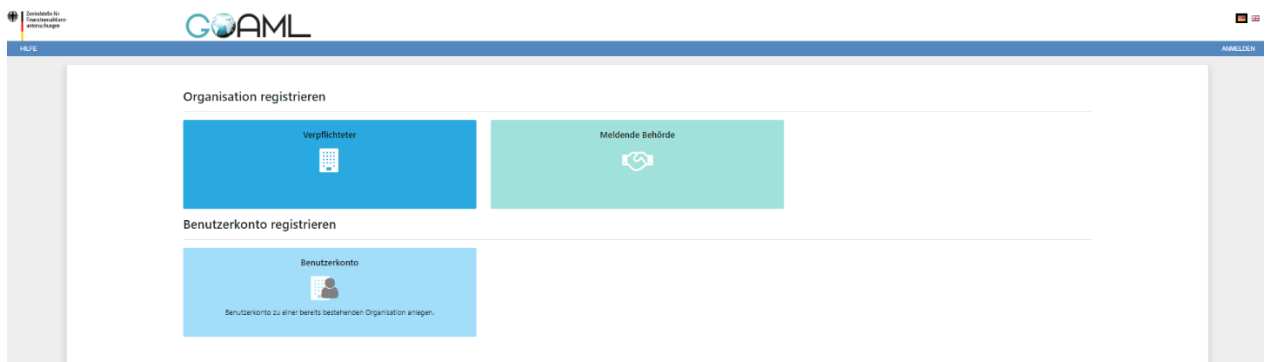 Zentralstelle für
Finanztransaktions-
untersuchungen
GOAML
HILFE
ANMELDEN
Organisation registrieren
Verpflichteter
Meldende Behörde
Benutzerkonto registrieren
Benutzerkonto
Benutzerkonto zu einer bereits bestehenden Organisation anlegen.